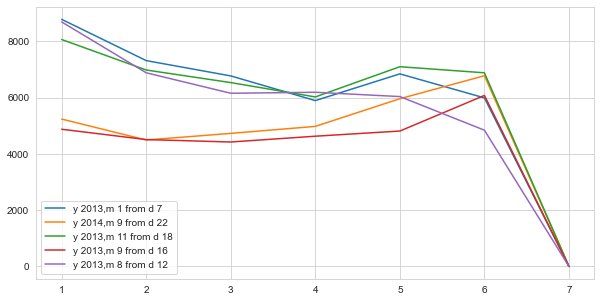 8000
6000
4000
2000
0
y 2013,m 1 from d 7
y 2014,m 9 from d 22
y 2013,m 11 from d 18
y 2013,m 9 from d 16
y 2013,m 8 from d 12
1 2 3 4 5 6 7